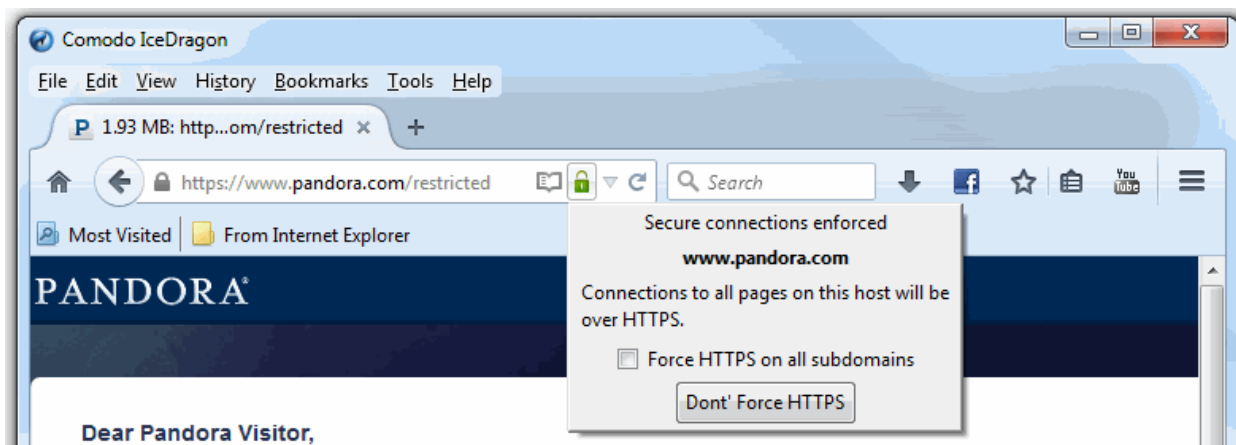 Comodo IceDragon
File Edit View History Bookmarks Tools Help
P 1.93 MB: http...om/restricted × +
https://www.pandora.com/restricted Search You Tube
Most Visited From Internet Explorer
Secure connections enforced
www.pandora.com
Connections to all pages on this host will be
over HTTPS.
Force HTTPS on all subdomains
Dont' Force HTTPS
PANDORA®
Dear Pandora Visitor,